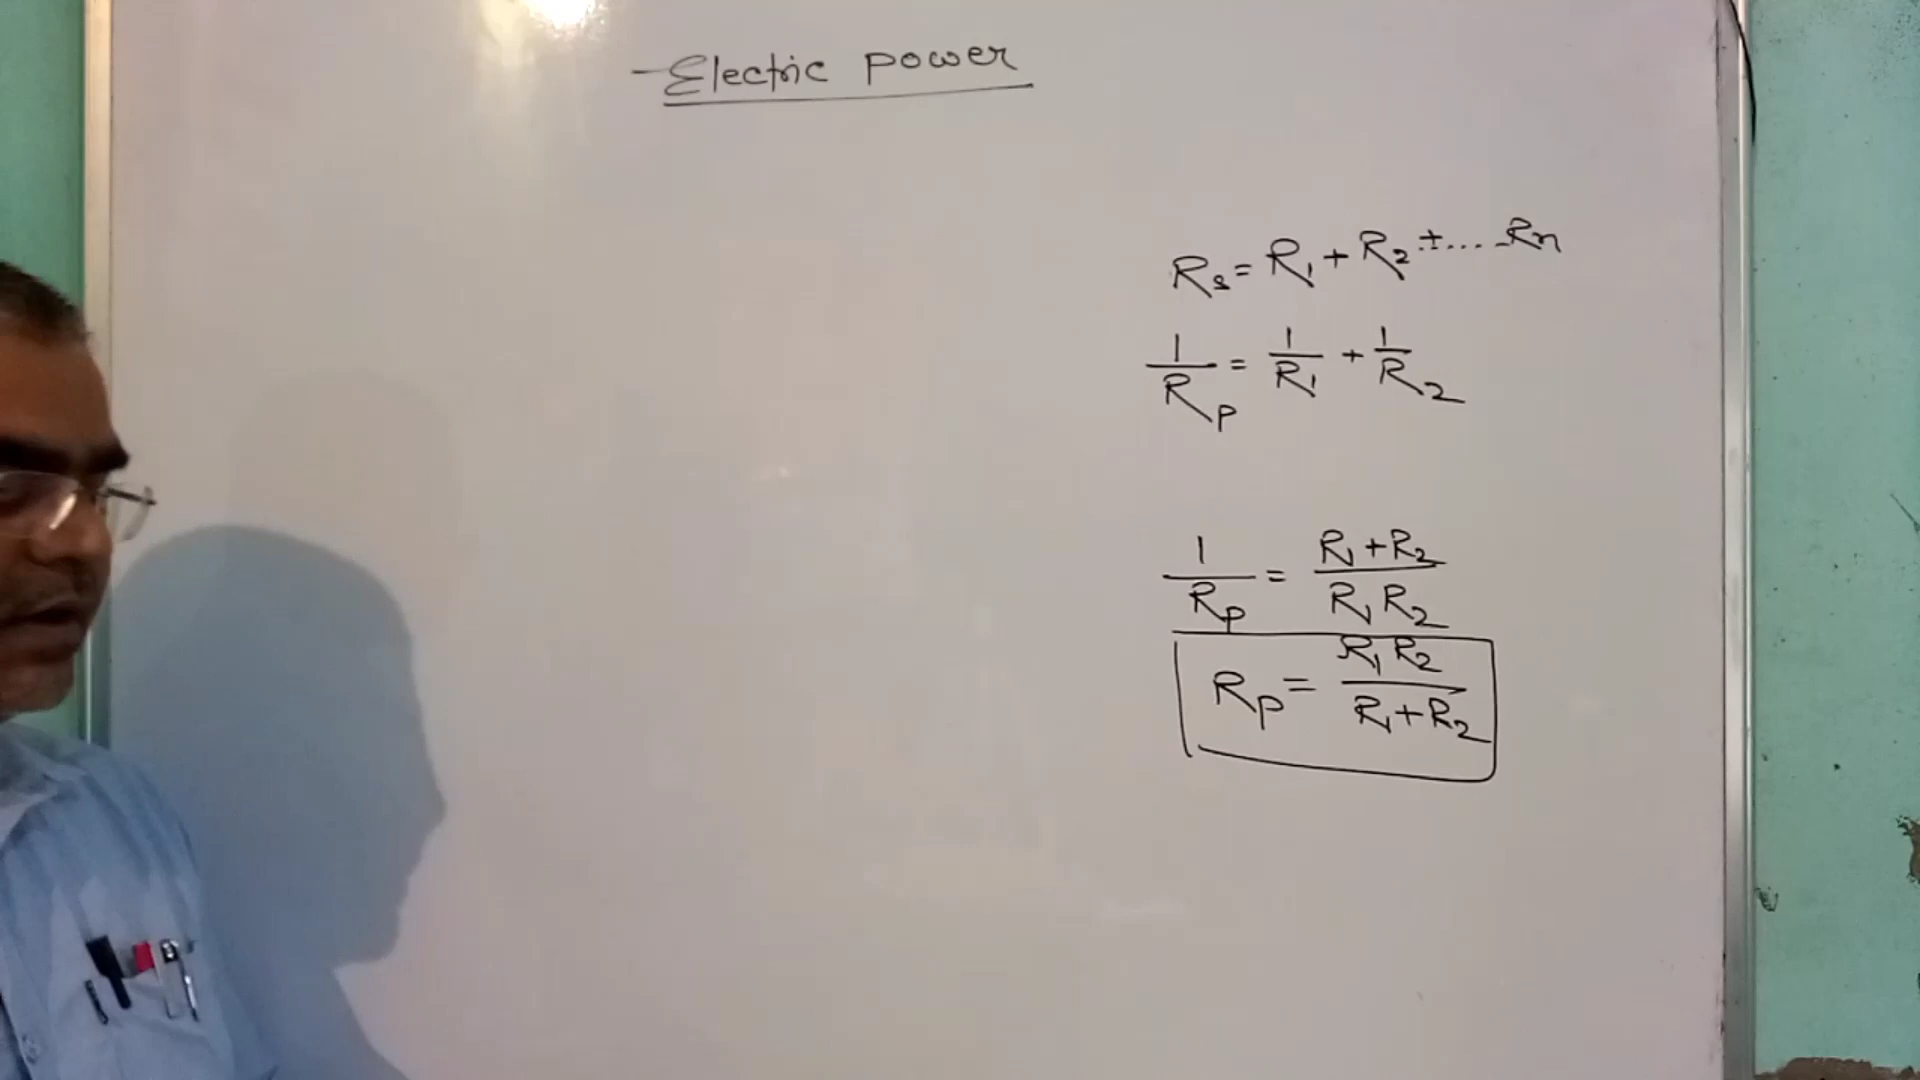 Electric power
Rs = R1 + R2 + .... Rn
1/Rp = 1/R1 + 1/R2
1/Rp = R1+R2/R1 R2
Rp = R1 R2/R1+R2